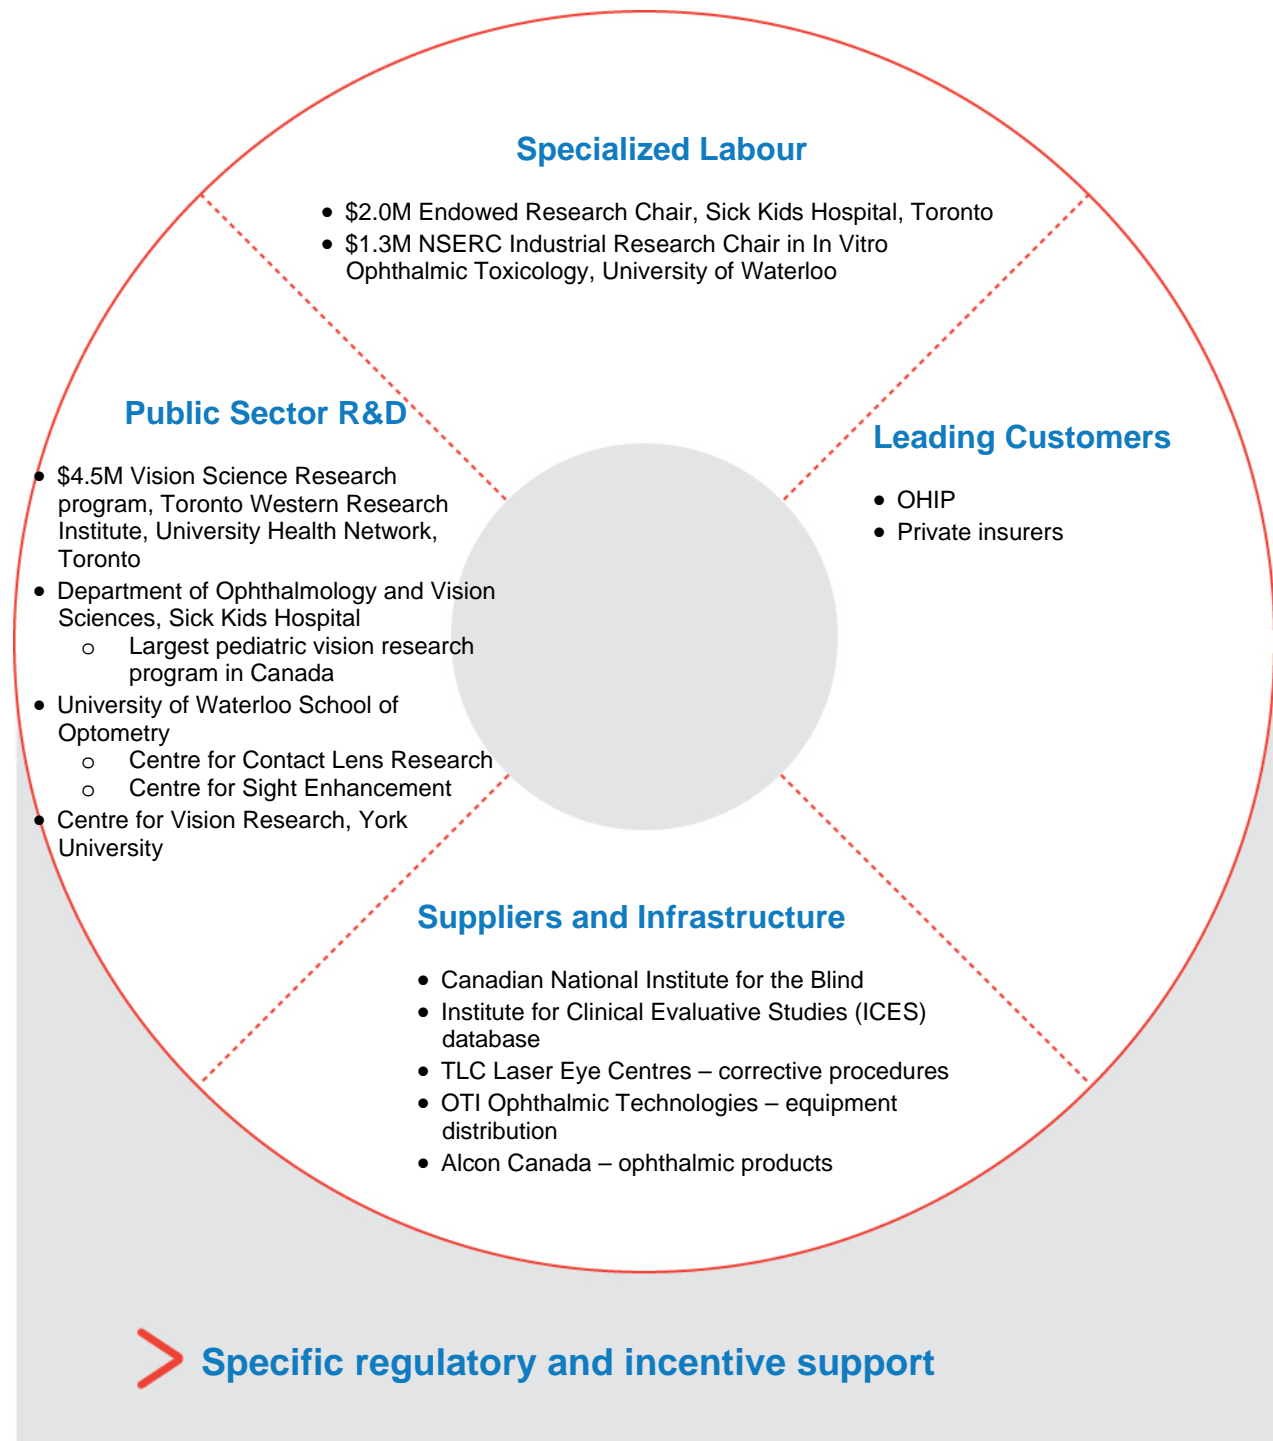 Specialized Labour
• $2.0M Endowed Research Chair, Sick Kids Hospital, Toronto
• $1.3M NSERC Industrial Research Chair in In Vitro
Ophthalmic Toxicology, University of Waterloo
Public Sector R&D
• $4.5M Vision Science Research
program, Toronto Western Research
Institute, University Health Network,
Toronto
• Department of Ophthalmology and Vision
Sciences, Sick Kids Hospital
o Largest pediatric vision research
program in Canada
• University of Waterloo School of
Optometry
o Centre for Contact Lens Research
o Centre for Sight Enhancement
• Centre for Vision Research, York
University
Leading Customers
• OHIP
• Private insurers
Suppliers and Infrastructure
• Canadian National Institute for the Blind
• Institute for Clinical Evaluative Studies (ICES)
database
• TLC Laser Eye Centres – corrective procedures
• OTI Ophthalmic Technologies – equipment
distribution
• Alcon Canada – ophthalmic products
Specific regulatory and incentive support